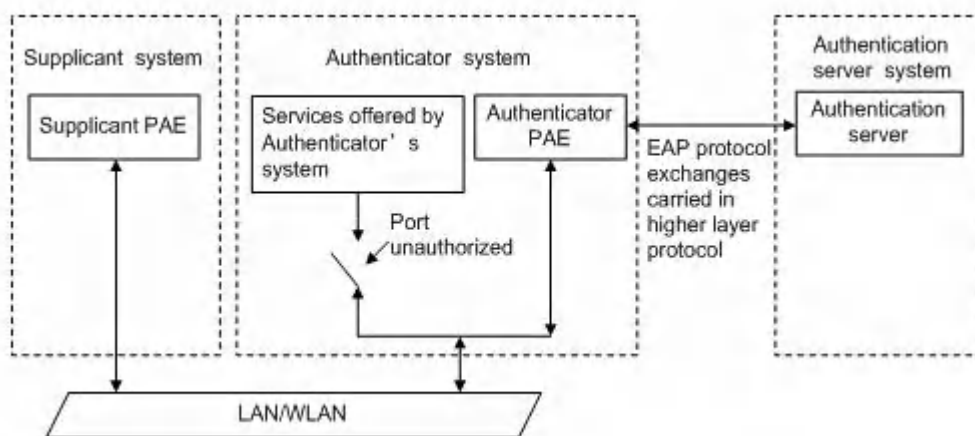 Supplicant system
Supplicant PAE
Authenticator system
Services offered by
Authenticator’s
system
Authenticator
PAE
Port
unauthorized
EAP protocol
exchanges
carried in
higher layer
protocol
Authentication
server system
Authentication
server
LAN/WLAN